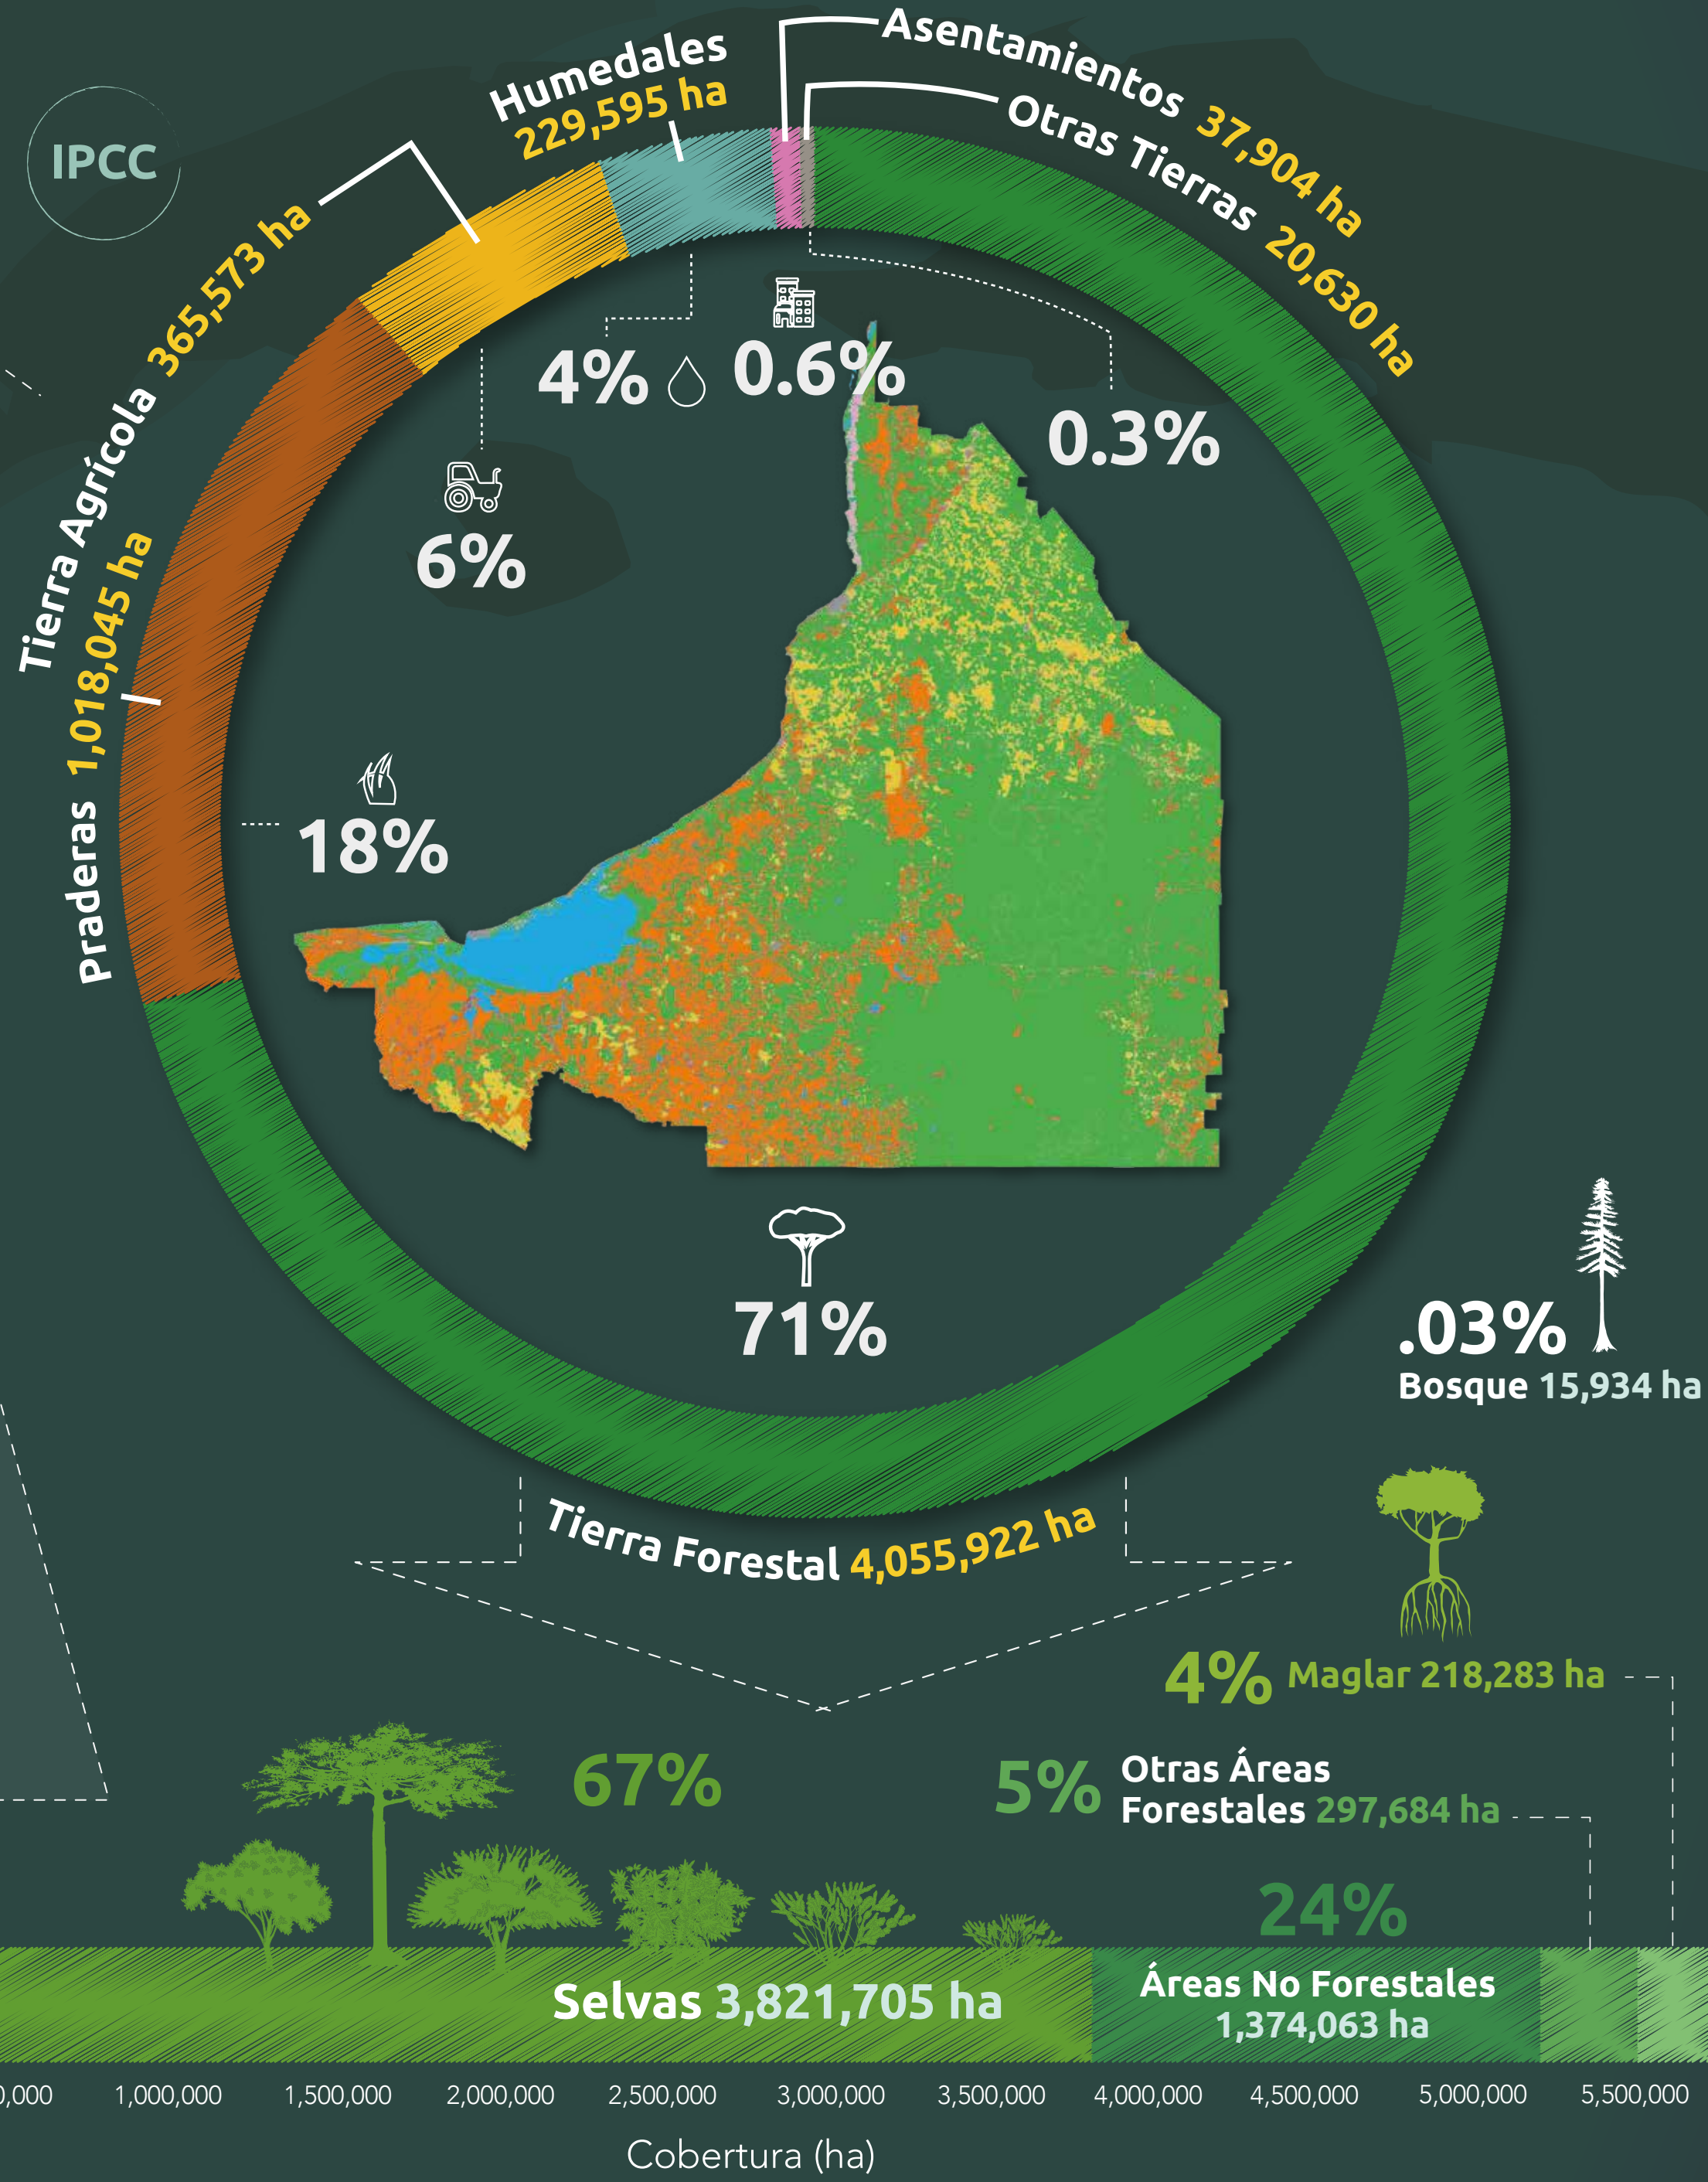 IPCC
Asentamientos 37,904 ha
Otras Tierras 20,630 ha
Humedales
229,595 ha
Tierra Agrícola 365,573 ha
Praderas 1,018,045 ha
4%
0.6%
0.3%
6%
18%
71%
Tierra Forestal 4,055,922 ha
.03%
Bosque 15,934 ha
4% Maglar 218,283 ha
67%
5% Otras Áreas
Forestales 297,684 ha
24%
Selvas 3,821,705 ha
Áreas No Forestales
1,374,063 ha
0,000 1,000,000 1,500,000 2,000,000 2,500,000 3,000,000 3,500,000 4,000,000 4,500,000 5,000,000 5,500,000
Cobertura (ha)